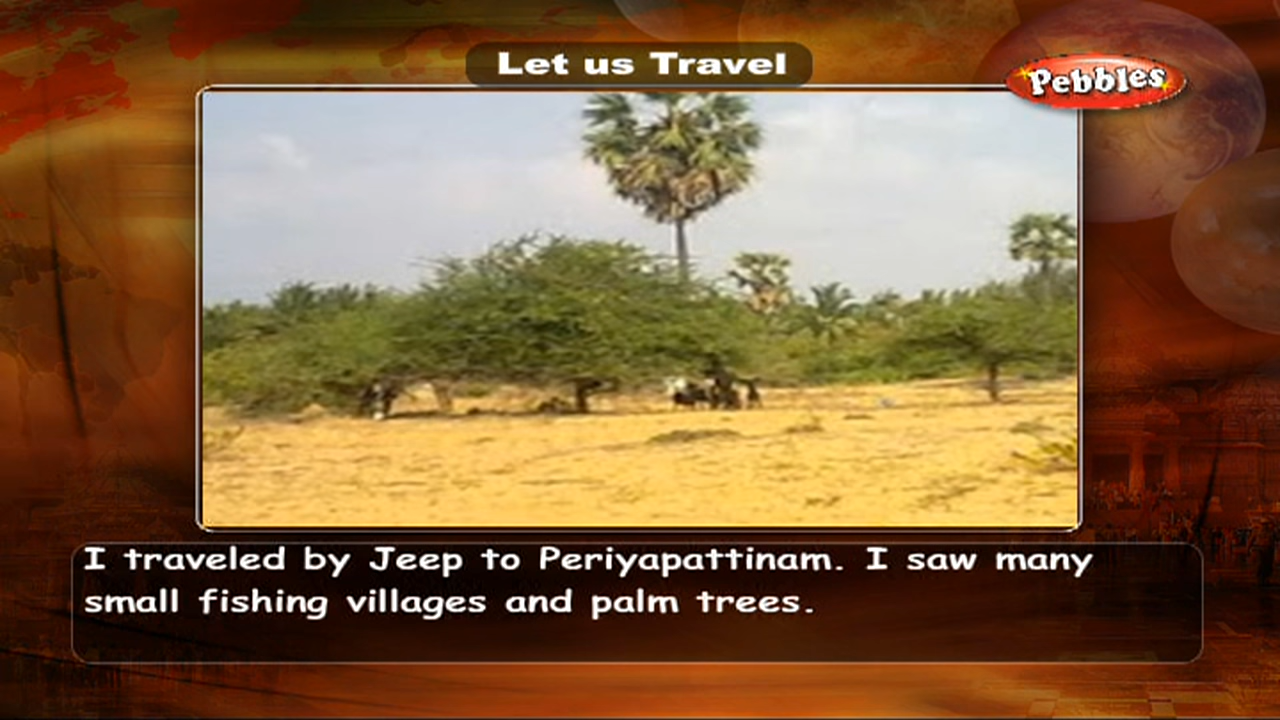 Let us Travel
Pebbles
I traveled by Jeep to Periyapattinam. I saw many
small fishing villages and palm trees.